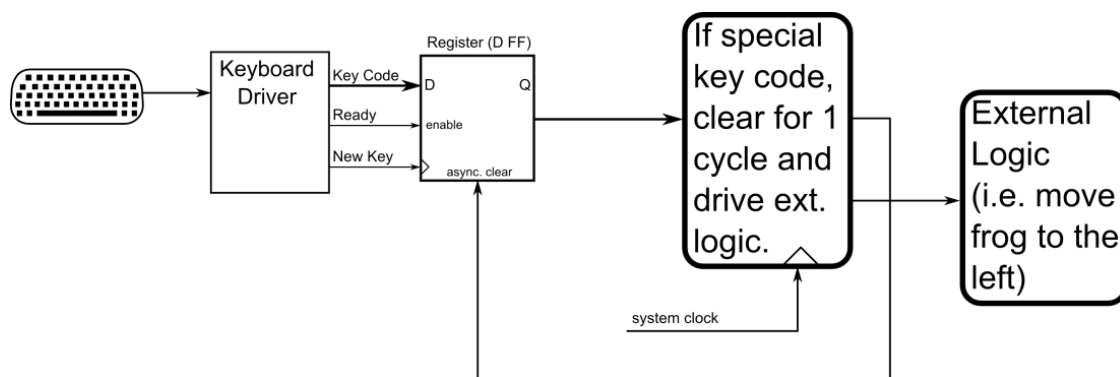 Keyboard
Driver
Key Code
Ready
New Key
Register (D FF)
D
Q
enable
async. clear
If special
key code,
clear for 1
cycle and
drive ext.
logic.
system clock
External
Logic
(i.e. move
frog to the
left)